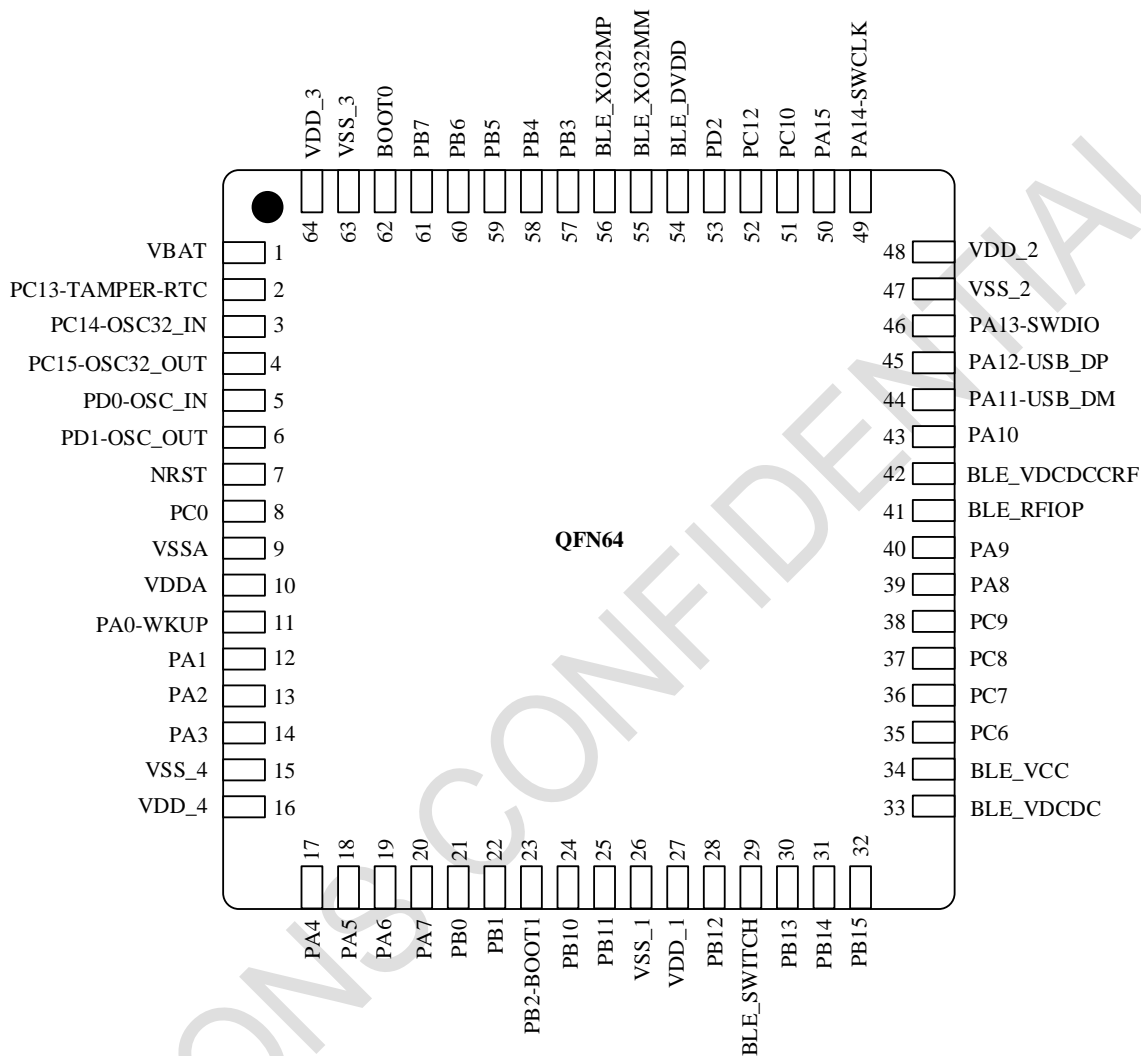 VDD_3
VSS_3
BOOT0
PB7
PB6
PB5
PB4
PB3
BLE_XO32MP
BLE_XO32MM
BLE_DVDD
PD2
PC12
PC10
PA15
PA14-SWCLK
64
63
62
61
60
59
58
57
56
55
54
53
52
51
50
49
VBAT 1
PC13-TAMPER-RTC 2
PC14-OSC32_IN 3
PC15-OSC32_OUT 4
PD0-OSC_IN 5
PD1-OSC_OUT 6
NRST 7
PC0 8
VSSA 9
VDDA 10
PA0-WKUP 11
PA1 12
PA2 13
PA3 14
VSS_4 15
VDD_4 16
QFN64
48 VDD_2
47 VSS_2
46 PA13-SWDIO
45 PA12-USB_DP
44 PA11-USB_DM
43 PA10
42 BLE_VDCDCCRF
41 BLE_RFIOP
40 PA9
39 PA8
38 PC9
37 PC8
36 PC7
35 PC6
34 BLE_VCC
33 BLE_VDCDC
17
18
19
20
21
22
23
24
25
26
27
28
29
30
31
32
PA4
PA5
PA6
PA7
PB0
PB1
PB2-BOOT1
PB10
PB11
VSS_1
VDD_1
PB12
BLE_SWITCH
PB13
PB14
PB15
ONS CONFIDENTIAL